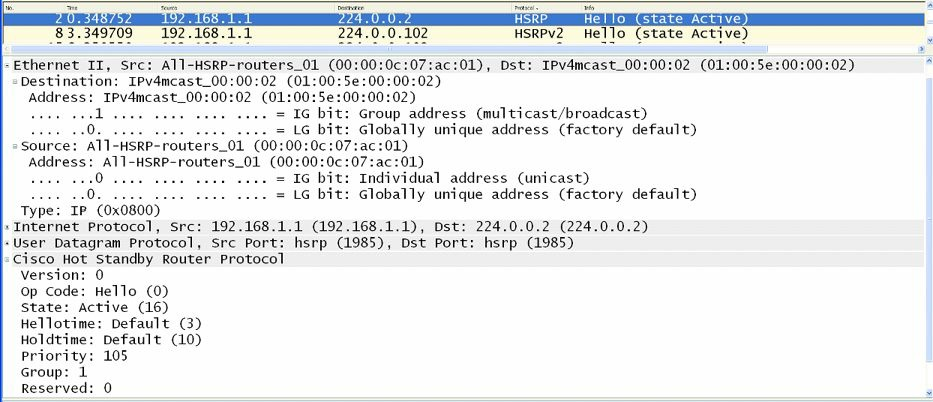 No. Time Source Destination Protocol Info
2 0.348752 192.168.1.1 224.0.0.2 HSRP Hello (state Active)
8 3.349709 192.168.1.1 224.0.0.102 HSRPv2 Hello (state Active)
Ethernet II, Src: All-HSRP-routers_01 (00:00:0c:07:ac:01), Dst: IPv4mcast_00:00:02 (01:00:5e:00:00:02)
Destination: IPv4mcast_00:00:02 (01:00:5e:00:00:02)
Address: IPv4mcast_00:00:02 (01:00:5e:00:00:02)
.... ...1 .... .... .... .... = IG bit: Group address (multicast/broadcast)
.... ..0. .... .... .... .... = LG bit: Globally unique address (factory default)
Source: All-HSRP-routers_01 (00:00:0c:07:ac:01)
Address: All-HSRP-routers_01 (00:00:0c:07:ac:01)
.... ...0 .... .... .... .... = IG bit: Individual address (unicast)
.... ..0. .... .... .... .... = LG bit: Globally unique address (factory default)
Type: IP (0x0800)
Internet Protocol, Src: 192.168.1.1 (192.168.1.1), Dst: 224.0.0.2 (224.0.0.2)
User Datagram Protocol, Src Port: hsrp (1985), Dst Port: hsrp (1985)
Cisco Hot Standby Router Protocol
Version: 0
Op Code: Hello (0)
State: Active (16)
Hellotime: Default (3)
Holdtime: Default (10)
Priority: 105
Group: 1
Reserved: 0